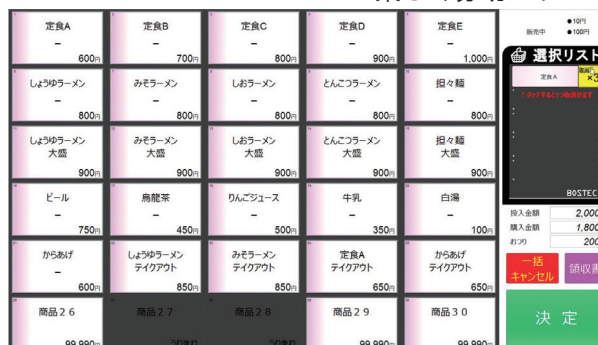 定食A 定食B 定食C 定食D 定食E
－ － － － －
600円 700円 800円 900円 1,000円
しょうゆラーメン みそラーメン しおラーメン とんこつラーメン 担々麺
－ － － － －
800円 800円 800円 800円 800円
しょうゆラーメン みそラーメン しおラーメン とんこつラーメン 担々麺
大盛 大盛 大盛 大盛 大盛
900円 900円 900円 900円 900円
ビール 烏龍茶 りんごジュース 牛乳 白湯
－ － － － －
750円 450円 500円 350円 100円
からあげ しょうゆラーメン みそラーメン 定食A からあげ
－ テイクアウト テイクアウト テイクアウト テイクアウト
600円 850円 850円 650円 650円
商品26 商品27 商品28 商品29 商品30
99,990円 売り切れ 売り切れ 99,990円 99,990円
販売中
●10円
●100円
選択リスト
定食A ×3
BOSTEC
投入金額 2,000
購入金額 1,800
おつり 200
一括
キャンセル
領収書
決 定